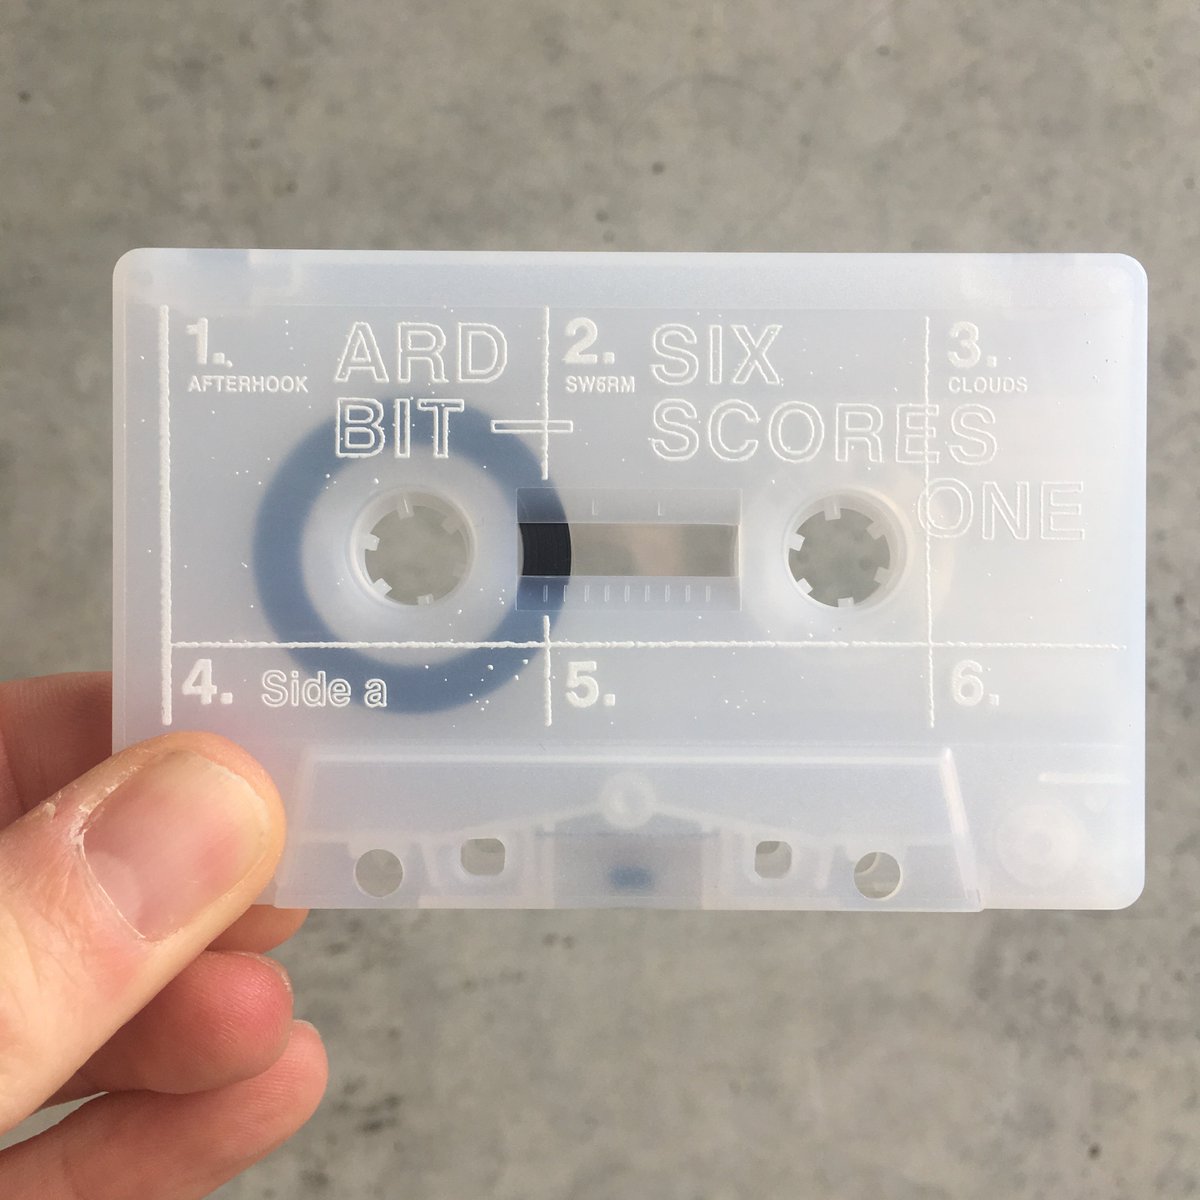 1.
AFTERHOOK
ARD
BIT —
2.
SW6RM
SIX
SCORES
ONE
3.
CLOUDS
4.
Side a
5.
6.